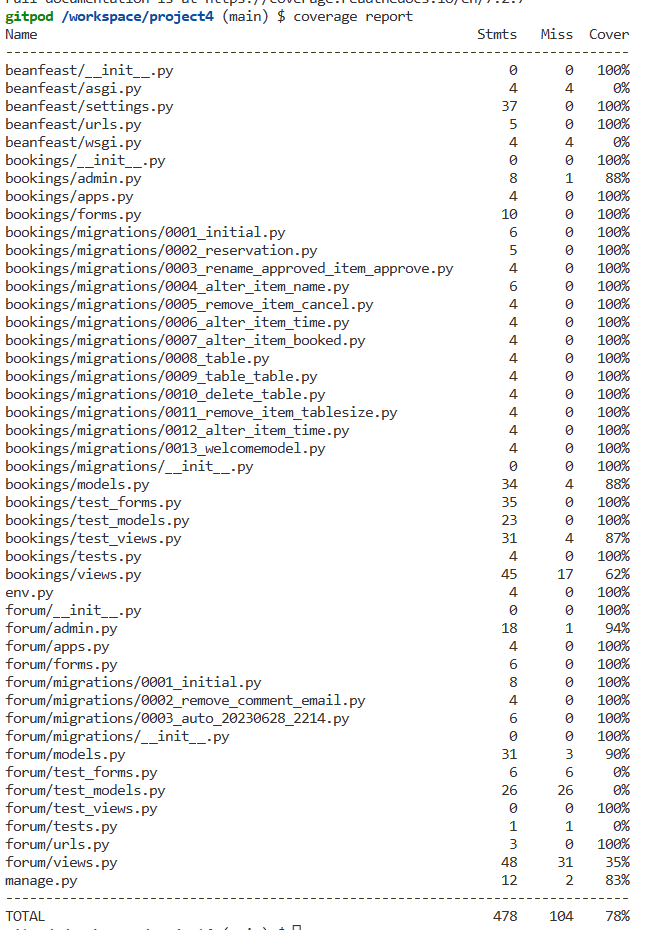 Full documentation is at https://coverage.readthedocs.io/en/7.2.7
gitpod /workspace/project4 (main) $ coverage report
Name Stmts Miss Cover
-----------------------------------------------------------------------------
beanfeast/__init__.py 0 0 100%
beanfeast/asgi.py 4 4 0%
beanfeast/settings.py 37 0 100%
beanfeast/urls.py 5 0 100%
beanfeast/wsgi.py 4 4 0%
bookings/__init__.py 0 0 100%
bookings/admin.py 8 1 88%
bookings/apps.py 4 0 100%
bookings/forms.py 10 0 100%
bookings/migrations/0001_initial.py 6 0 100%
bookings/migrations/0002_reservation.py 5 0 100%
bookings/migrations/0003_rename_approved_item_approve.py 4 0 100%
bookings/migrations/0004_alter_item_name.py 6 0 100%
bookings/migrations/0005_remove_item_cancel.py 4 0 100%
bookings/migrations/0006_alter_item_time.py 4 0 100%
bookings/migrations/0007_alter_item_booked.py 4 0 100%
bookings/migrations/0008_table.py 4 0 100%
bookings/migrations/0009_table_table.py 4 0 100%
bookings/migrations/0010_delete_table.py 4 0 100%
bookings/migrations/0011_remove_item_tablesize.py 4 0 100%
bookings/migrations/0012_alter_item_time.py 4 0 100%
bookings/migrations/0013_welcomemodel.py 4 0 100%
bookings/migrations/__init__.py 0 0 100%
bookings/models.py 34 4 88%
bookings/test_forms.py 35 0 100%
bookings/test_models.py 23 0 100%
bookings/test_views.py 31 4 87%
bookings/tests.py 4 0 100%
bookings/views.py 45 17 62%
env.py 4 0 100%
forum/__init__.py 0 0 100%
forum/admin.py 18 1 94%
forum/apps.py 4 0 100%
forum/forms.py 6 0 100%
forum/migrations/0001_initial.py 8 0 100%
forum/migrations/0002_remove_comment_email.py 4 0 100%
forum/migrations/0003_auto_20230628_2214.py 6 0 100%
forum/migrations/__init__.py 0 0 100%
forum/models.py 31 3 90%
forum/test_forms.py 6 6 0%
forum/test_models.py 26 26 0%
forum/test_views.py 0 0 100%
forum/tests.py 1 1 0%
forum/urls.py 3 0 100%
forum/views.py 48 31 35%
manage.py 12 2 83%
-----------------------------------------------------------------------------
TOTAL 478 104 78%